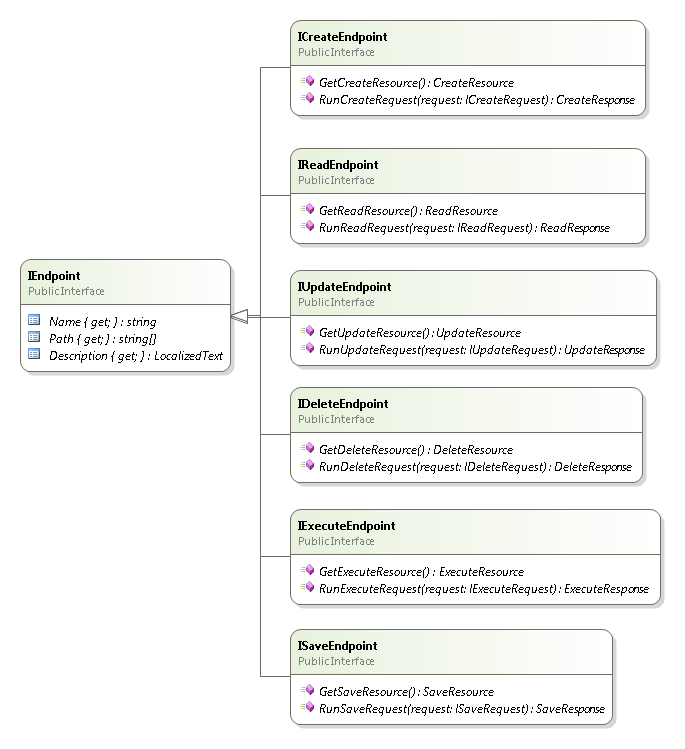 ICreateEndpoint
PublicInterface
GetCreateResource() : CreateResource
RunCreateRequest(request: ICreateRequest) : CreateResponse
IReadEndpoint
PublicInterface
GetReadResource() : ReadResource
RunReadRequest(request: IReadRequest) : ReadResponse
IEndpoint
PublicInterface
Name { get; } : string
Path { get; } : string[]
Description { get; } : LocalizedText
IUpdateEndpoint
PublicInterface
GetUpdateResource() : UpdateResource
RunUpdateRequest(request: IUpdateRequest) : UpdateResponse
IDeleteEndpoint
PublicInterface
GetDeleteResource() : DeleteResource
RunDeleteRequest(request: IDeleteRequest) : DeleteResponse
IExecuteEndpoint
PublicInterface
GetExecuteResource() : ExecuteResource
RunExecuteRequest(request: IExecuteRequest) : ExecuteResponse
ISaveEndpoint
PublicInterface
GetSaveResource() : SaveResource
RunSaveRequest(request: ISaveRequest) : SaveResponse